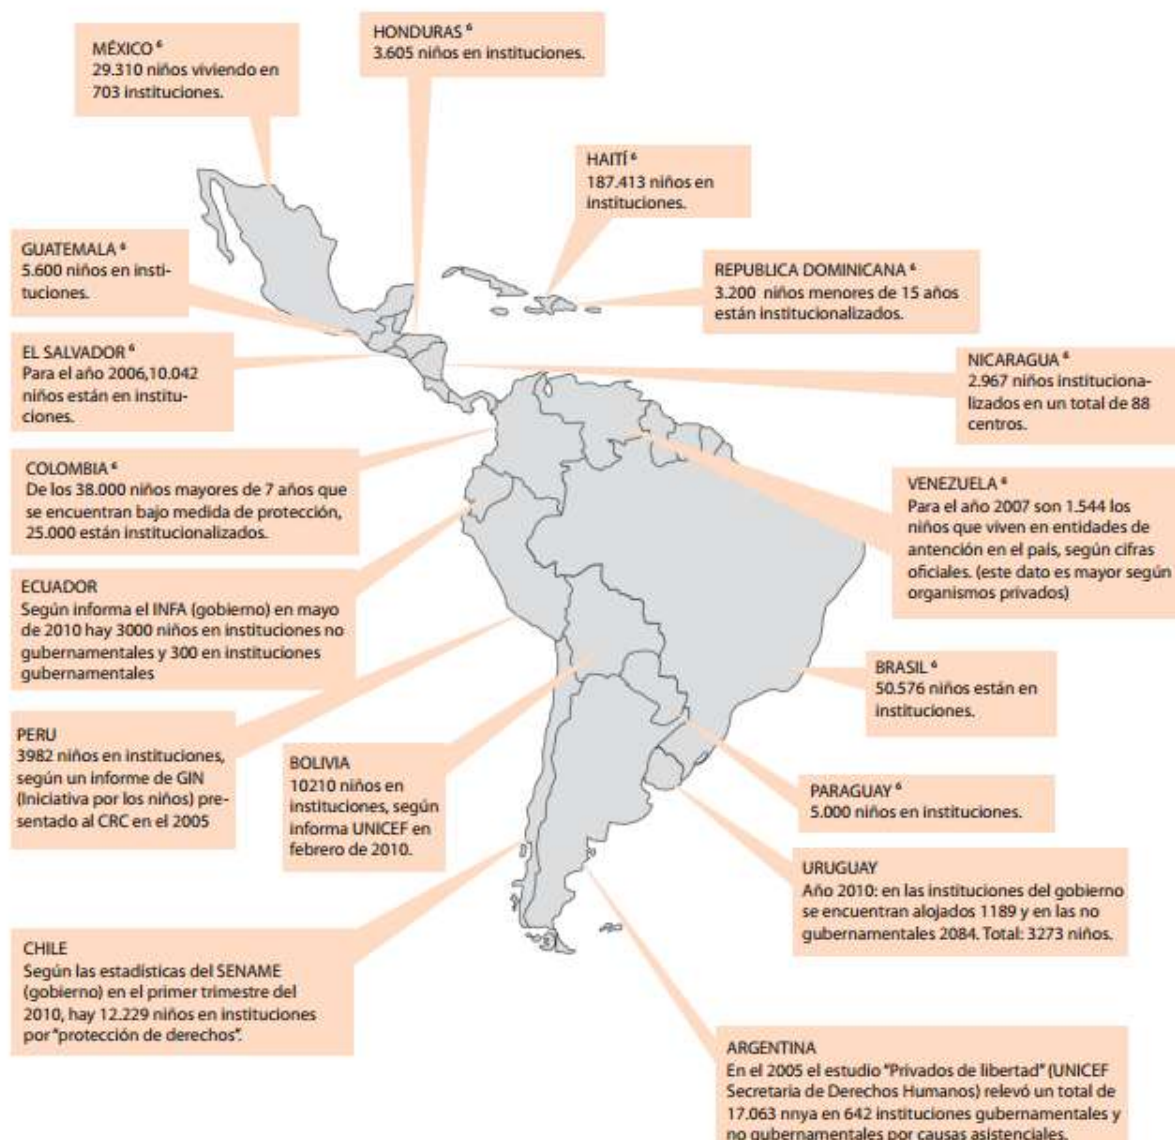 MÉXICO ⁶
29.310 niños viviendo en
703 instituciones.
HONDURAS ⁶
3.605 niños en instituciones.
HAITÍ ⁶
187.413 niños en
instituciones.
GUATEMALA ⁶
5.600 niños en insti-
tuciones.
REPUBLICA DOMINICANA ⁶
3.200 niños menores de 15 años
están institucionalizados.
EL SALVADOR ⁶
Para el año 2006,10.042
niños están en institu-
ciones.
NICARAGUA ⁶
2.967 niños instituciona-
lizados en un total de 88
centros.
COLOMBIA ⁶
De los 38.000 niños mayores de 7 años que
se encuentran bajo medida de protección,
25.000 están institucionalizados.
VENEZUELA ⁶
Para el año 2007 son 1.544 los
niños que viven en entidades de
antención en el país, según cifras
oficiales. (este dato es mayor según
organismos privados)
ECUADOR
Según informa el INFA (gobierno) en mayo
de 2010 hay 3000 niños en instituciones no
gubernamentales y 300 en instituciones
gubernamentales
BRASIL ⁶
50.576 niños están en
instituciones.
PERU
3982 niños en instituciones,
según un informe de GIN
(Iniciativa por los niños) pre-
sentado al CRC en el 2005
BOLIVIA
10210 niños en
instituciones, según
informa UNICEF en
febrero de 2010.
PARAGUAY ⁶
5.000 niños en instituciones.
URUGUAY
Año 2010: en las instituciones del gobierno
se encuentran alojados 1189 y en las no
gubernamentales 2084. Total: 3273 niños.
CHILE
Según las estadísticas del SENAME
(gobierno) en el primer trimestre del
2010, hay 12.229 niños en instituciones
por "protección de derechos".
ARGENTINA
En el 2005 el estudio "Privados de libertad" (UNICEF
Secretaria de Derechos Humanos) relevó un total de
17.063 nnya en 642 instituciones gubernamentales y
no gubernamentales por causas asistenciales.